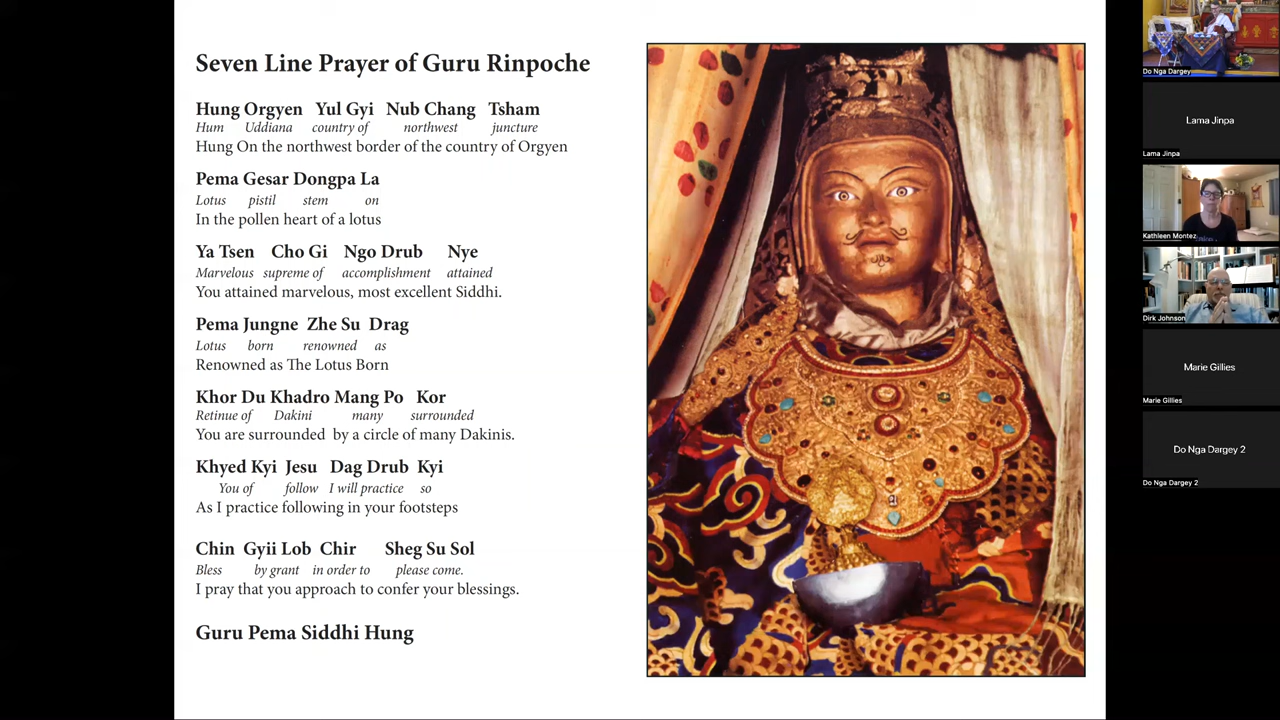 Seven Line Prayer of Guru Rinpoche
Hung Orgyen Yul Gyi Nub Chang Tsham
Hum Uddiana country of northwest juncture
Hung On the northwest border of the country of Orgyen
Pema Gesar Dongpa La
Lotus pistil stem on
In the pollen heart of a lotus
Ya Tsen Cho Gi Ngo Drub Nye
Marvelous supreme of accomplishment attained
You attained marvelous, most excellent Siddhi.
Pema Jungne Zhe Su Drag
Lotus born renowned as
Renowned as The Lotus Born
Khor Du Khadro Mang Po Kor
Retinue of Dakini many surrounded
You are surrounded by a circle of many Dakinis.
Khyed Kyi Jesu Dag Drub Kyi
You of follow I will practice so
As I practice following in your footsteps
Chin Gyii Lob Chir Sheg Su Sol
Bless by grant in order to please come.
I pray that you approach to confer your blessings.
Guru Pema Siddhi Hung
Do Nga Dargey
Lama Jinpa
Lama Jinpa
Kathleen Montez
Dirk Johnson
Marie Gillies
Marie Gillies
Do Nga Dargey 2
Do Nga Dargey 2